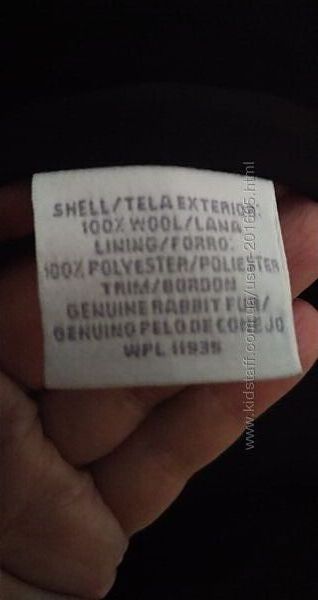 SHELL/TELA EXTERIOR:
100% WOOL/LANA
LINING/FORRO:
100% POLYESTER/POLIESTER
TRIM/BORDON
GENUINE RABBIT FUR/
GENUINO PELO DE CONEJO
WPL 11935